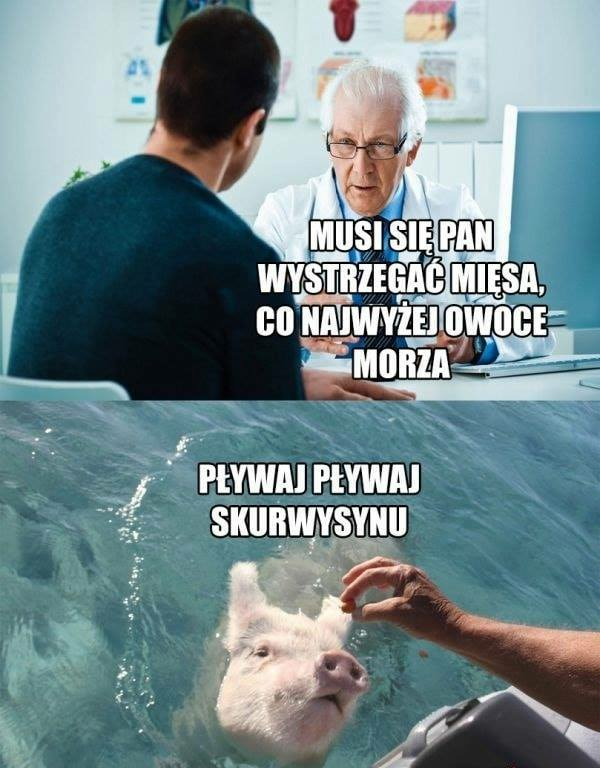 MUSI SIĘ PAN
WYSTRZEGAĆ MIĘSA,
CO NAJWYŻEJ OWOCE
MORZA
PŁYWAJ PŁYWAJ
SKURWYSYNU